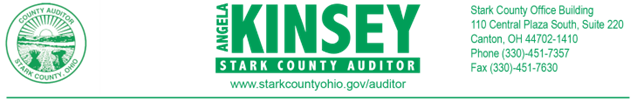 COUNTY AUDITOR
STARK COUNTY, OHIO
ANGELA
KINSEY
STARK COUNTY AUDITOR
www.starkcountyohio.gov/auditor
Stark County Office Building
110 Central Plaza South, Suite 220
Canton, OH 44702-1410
Phone (330)-451-7357
Fax (330)-451-7630